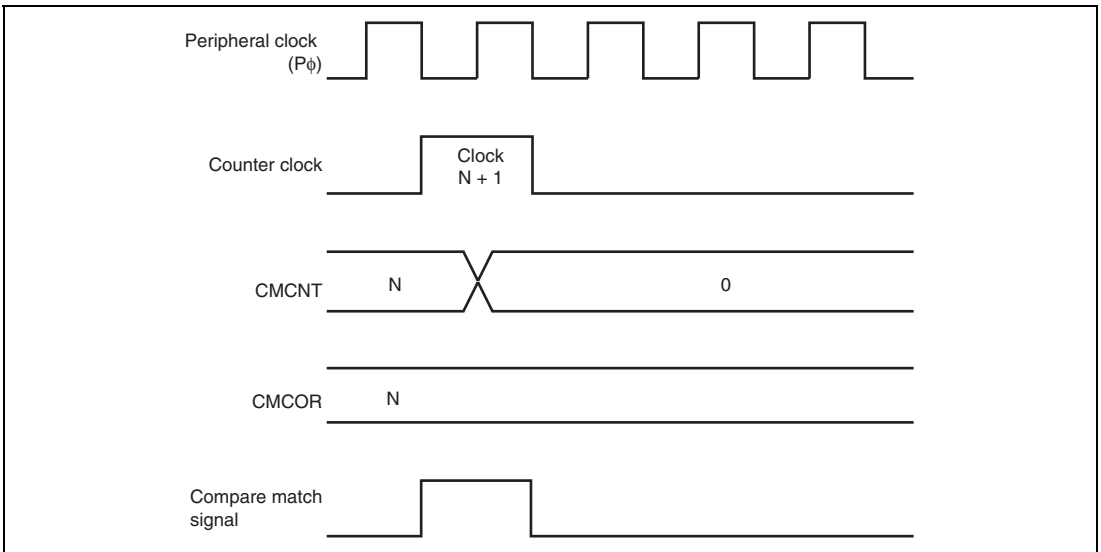 Peripheral clock
(Pϕ)
Counter clock
Clock
N + 1
CMCNT
N
0
CMCOR
N
Compare match
signal